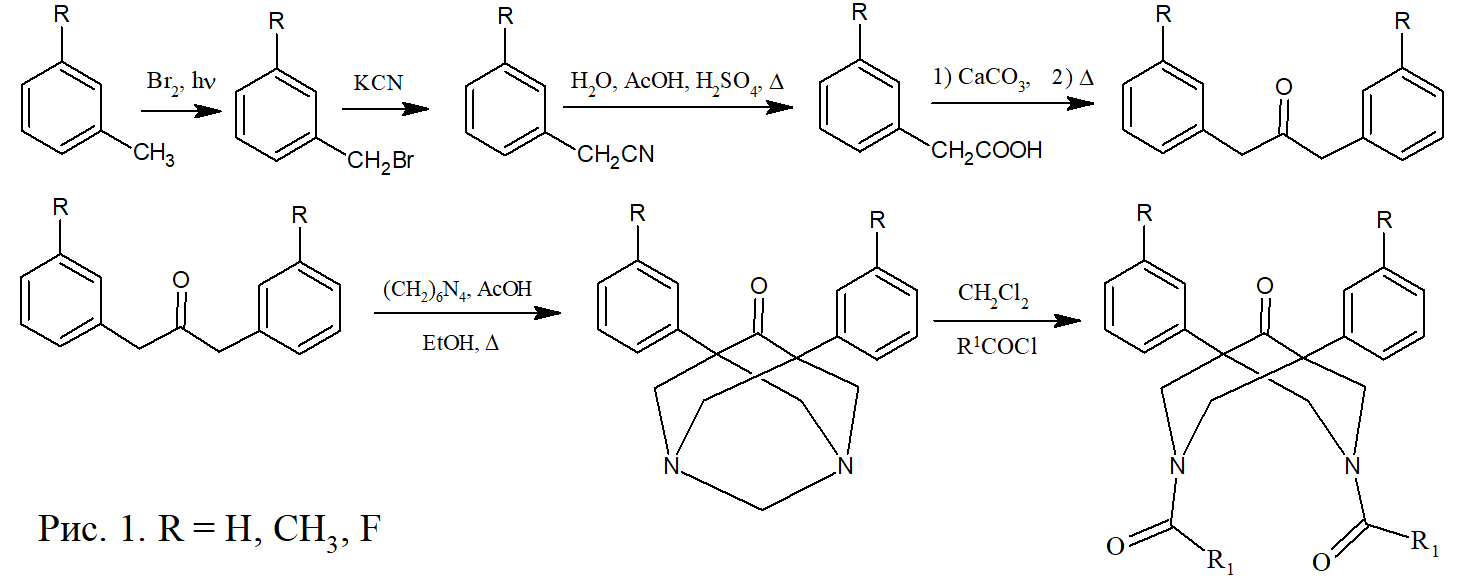 R R R R R R
Br₂, hν KCN H₂O, AcOH, H₂SO₄, Δ 1) CaCO₃, 2) Δ O
CH₃ CH₂Br CH₂CN CH₂COOH
R R R R R R
O (CH₂)₆N₄, AcOH O CH₂Cl₂ O
EtOH, Δ R¹COCl
N N N N
O R₁ O R₁
Рис. 1. R = H, CH₃, F